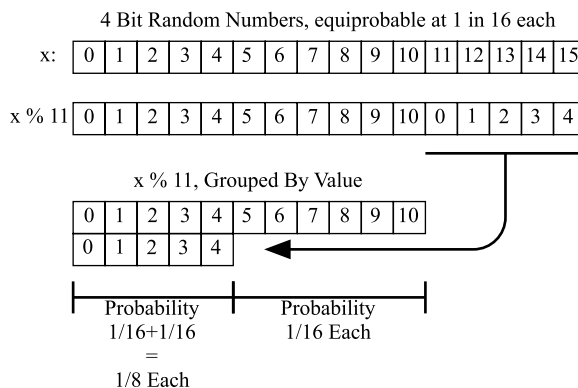 4 Bit Random Numbers, equiprobable at 1 in 16 each
x: 0 1 2 3 4 5 6 7 8 9 10 11 12 13 14 15
x % 11 0 1 2 3 4 5 6 7 8 9 10 0 1 2 3 4
x % 11, Grouped By Value
0 1 2 3 4 5 6 7 8 9 10
0 1 2 3 4
Probability
1/16+1/16
=
1/8 Each
Probability
1/16 Each